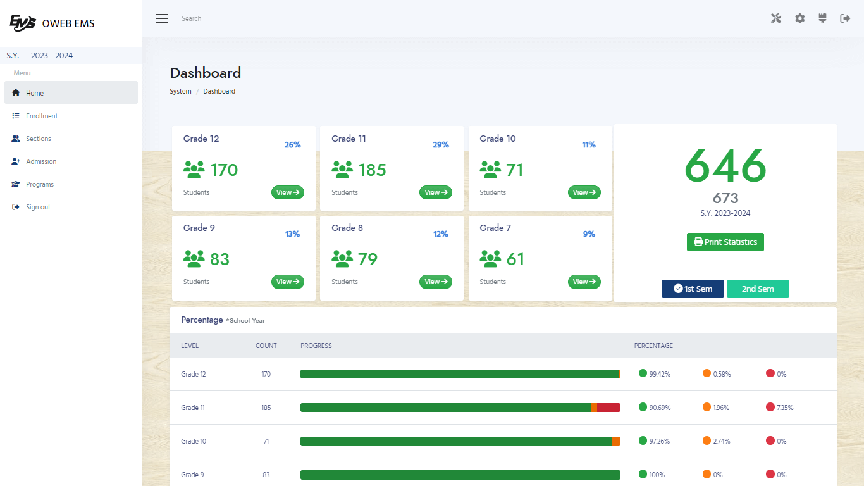 EMS OWEB EMS
Search
S.Y. 2023 - 2024
Menu
Home
Enrollment
Sections
Admission
Programs
Sign out
Dashboard
System / Dashboard
Grade 12
26%
170
Students
View
Grade 11
29%
185
Students
View
Grade 10
11%
71
Students
View
646
673
S.Y. 2023-2024
Print Statistics
1st Sem
2nd Sem
Grade 9
13%
83
Students
View
Grade 8
12%
79
Students
View
Grade 7
9%
61
Students
View
Percentage *School Year
LEVEL COUNT PROGRESS PERCENTAGE
Grade 12 170 99.42% 0.58% 0%
Grade 11 185 90.69% 1.96% 7.35%
Grade 10 71 97.26% 2.74% 0%
Grade 9 83 100% 0% 0%